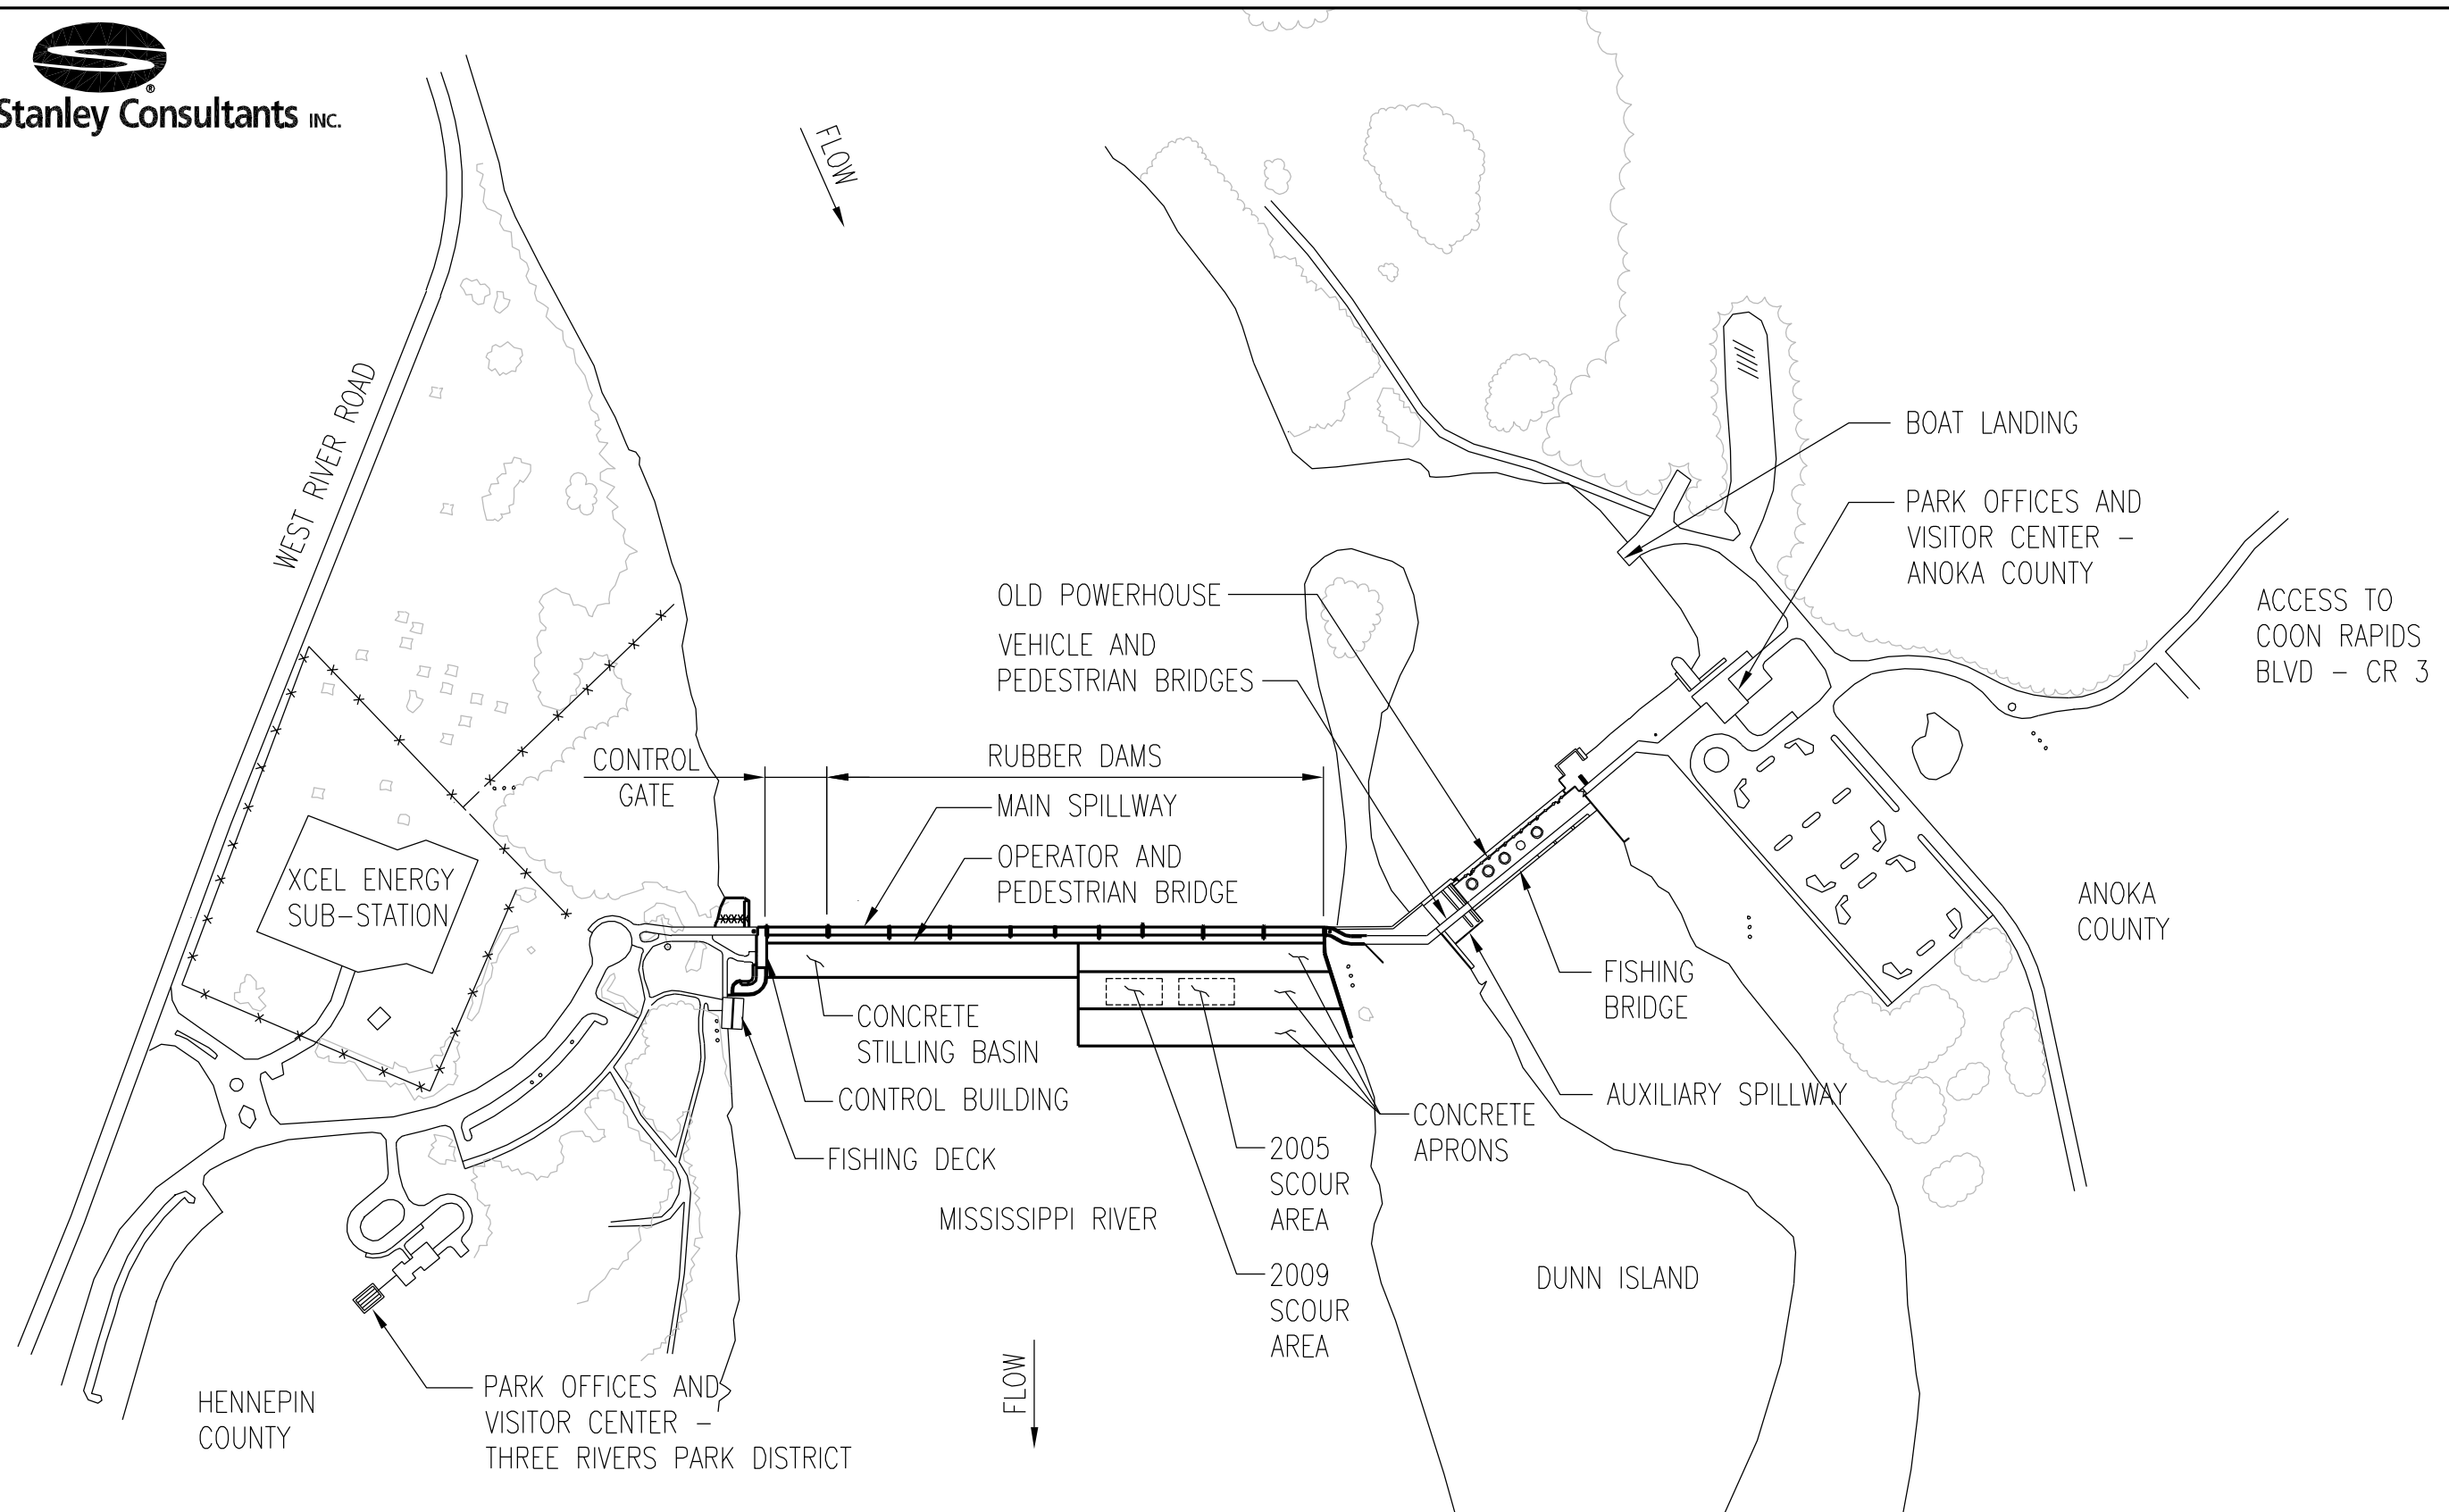 Stanley Consultants INC.
®
FLOW
WEST RIVER ROAD
BOAT LANDING
PARK OFFICES AND
VISITOR CENTER –
ANOKA COUNTY
ACCESS TO
COON RAPIDS
BLVD – CR 3
OLD POWERHOUSE
VEHICLE AND
PEDESTRIAN BRIDGES
CONTROL
GATE
RUBBER DAMS
MAIN SPILLWAY
OPERATOR AND
PEDESTRIAN BRIDGE
XCEL ENERGY
SUB–STATION
ANOKA
COUNTY
FISHING
BRIDGE
CONCRETE
STILLING BASIN
CONTROL BUILDING
AUXILIARY SPILLWAY
CONCRETE
APRONS
FISHING DECK
2005
SCOUR
AREA
MISSISSIPPI RIVER
2009
SCOUR
AREA
DUNN ISLAND
FLOW
HENNEPIN
COUNTY
PARK OFFICES AND
VISITOR CENTER –
THREE RIVERS PARK DISTRICT